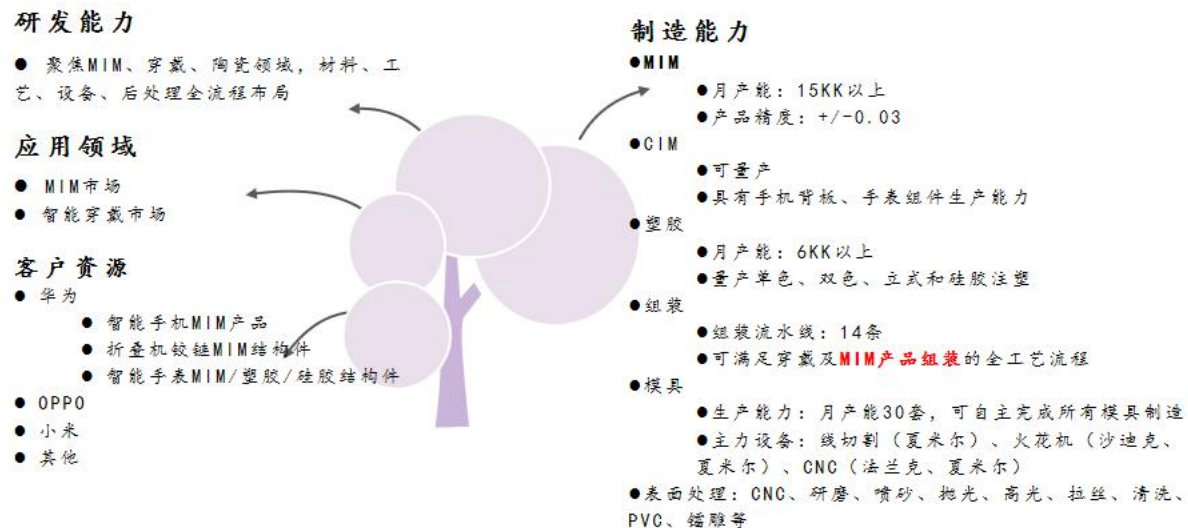 研发能力
● 聚焦MIM、穿戴、陶瓷领域，材料、工
艺、设备、后处理全流程布局
应用领域
● MIM市场
● 智能穿戴市场
客户资源
● 华为
● 智能手机MIM产品
● 折叠机铰链MIM结构件
● 智能手表MIM/塑胶/硅胶结构件
● OPPO
● 小米
● 其他
制造能力
●MIM
●月产能：15KK以上
●产品精度：+/-0.03
●CIM
●可量产
●具有手机背板、手表组件生产能力
●塑胶
●月产能：6KK以上
●量产单色、双色、立式和硅胶注塑
●组装
●组装流水线：14条
●可满足穿戴及MIM产品组装的全工艺流程
●模具
●生产能力：月产能30套，可自主完成所有模具制造
●主力设备：线切割（夏米尔）、火花机（沙迪克、
夏米尔）、CNC（法兰克、夏米尔）
●表面处理：CNC、研磨、喷砂、抛光、高光、拉丝、清洗、
PVC、镭雕等